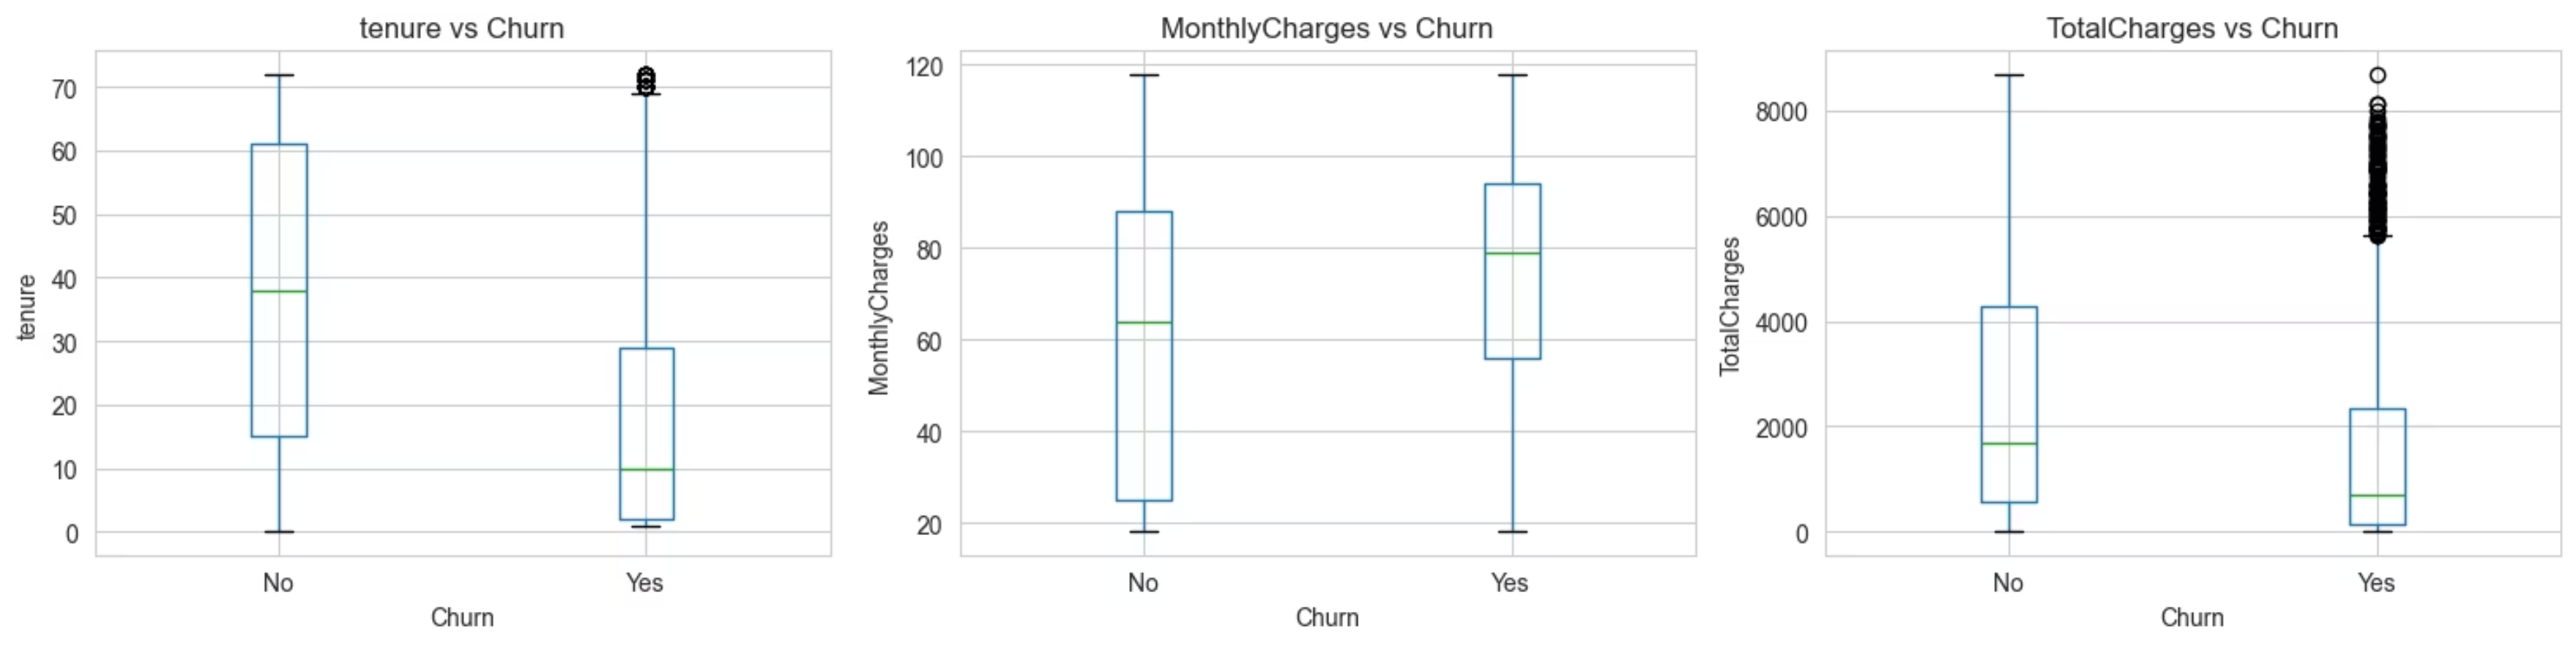 tenure vs Churn
tenure
70
60
50
40
30
20
10
0
No Yes
Churn
MonthlyCharges vs Churn
MonthlyCharges
120
100
80
60
40
20
No Yes
Churn
TotalCharges vs Churn
TotalCharges
8000
6000
4000
2000
0
No Yes
Churn